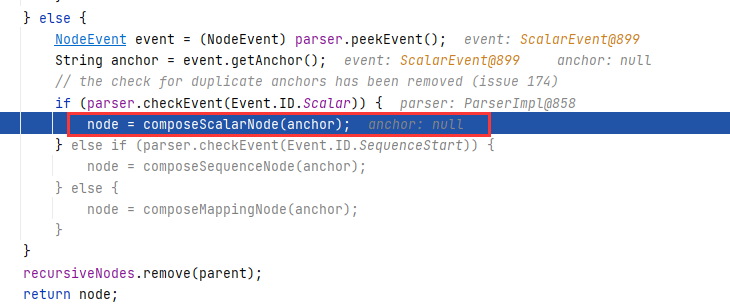 } else {
NodeEvent event = (NodeEvent) parser.peekEvent(); event: ScalarEvent@899
String anchor = event.getAnchor(); event: ScalarEvent@899 anchor: null
// the check for duplicate anchors has been removed (issue 174)
if (parser.checkEvent(Event.ID.Scalar)) { parser: ParserImpl@858
node = composeScalarNode(anchor); anchor: null
} else if (parser.checkEvent(Event.ID.SequenceStart)) {
node = composeSequenceNode(anchor);
} else {
node = composeMappingNode(anchor);
}
}
recursiveNodes.remove(parent);
return node;